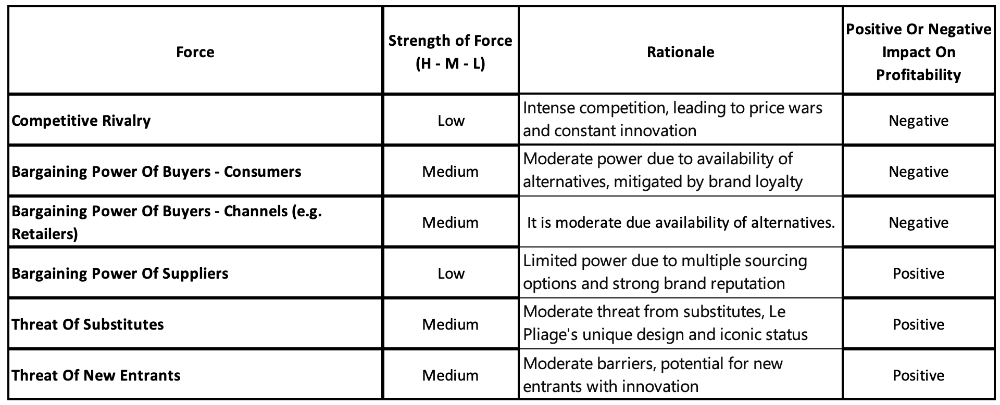 Force
Strength of Force
(H - M - L)
Rationale
Positive Or Negative
Impact On
Profitability
Competitive Rivalry
Low
Intense competition, leading to price wars
and constant innovation
Negative
Bargaining Power Of Buyers - Consumers
Medium
Moderate power due to availability of
alternatives, mitigated by brand loyalty
Negative
Bargaining Power Of Buyers - Channels (e.g.
Retailers)
Medium
It is moderate due availability of alternatives.
Negative
Bargaining Power Of Suppliers
Low
Limited power due to multiple sourcing
options and strong brand reputation
Positive
Threat Of Substitutes
Medium
Moderate threat from substitutes, Le
Pliage's unique design and iconic status
Positive
Threat Of New Entrants
Medium
Moderate barriers, potential for new
entrants with innovation
Positive